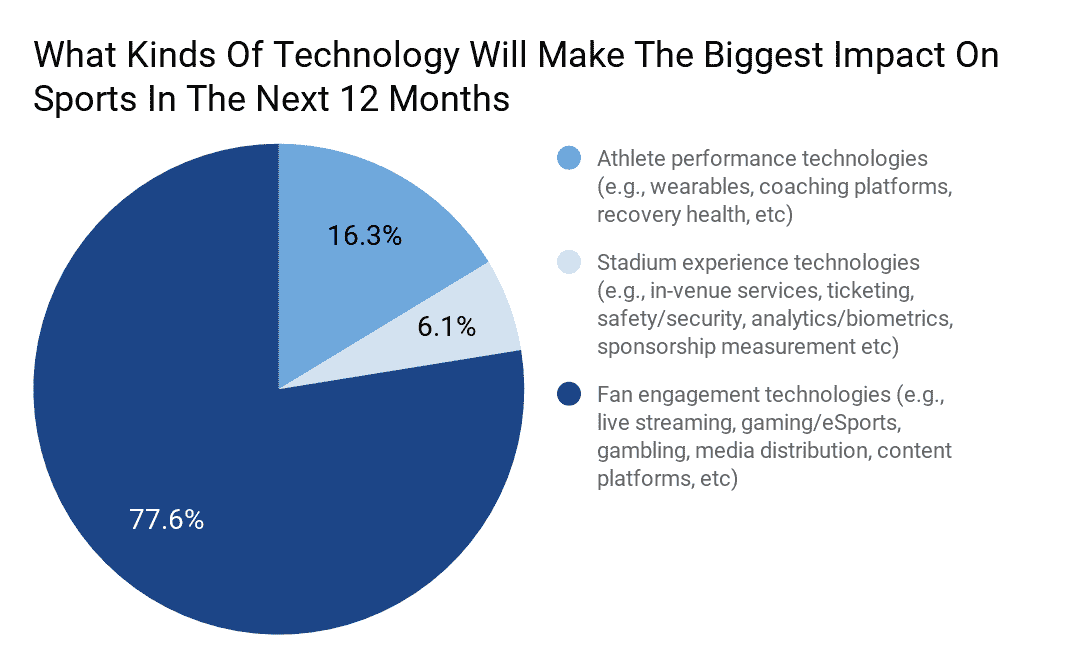 What Kinds Of Technology Will Make The Biggest Impact On
Sports In The Next 12 Months
16.3%
6.1%
77.6%
Athlete performance technologies
(e.g., wearables, coaching platforms,
recovery health, etc)
Stadium experience technologies
(e.g., in-venue services, ticketing,
safety/security, analytics/biometrics,
sponsorship measurement etc)
Fan engagement technologies (e.g.,
live streaming, gaming/eSports,
gambling, media distribution, content
platforms, etc)